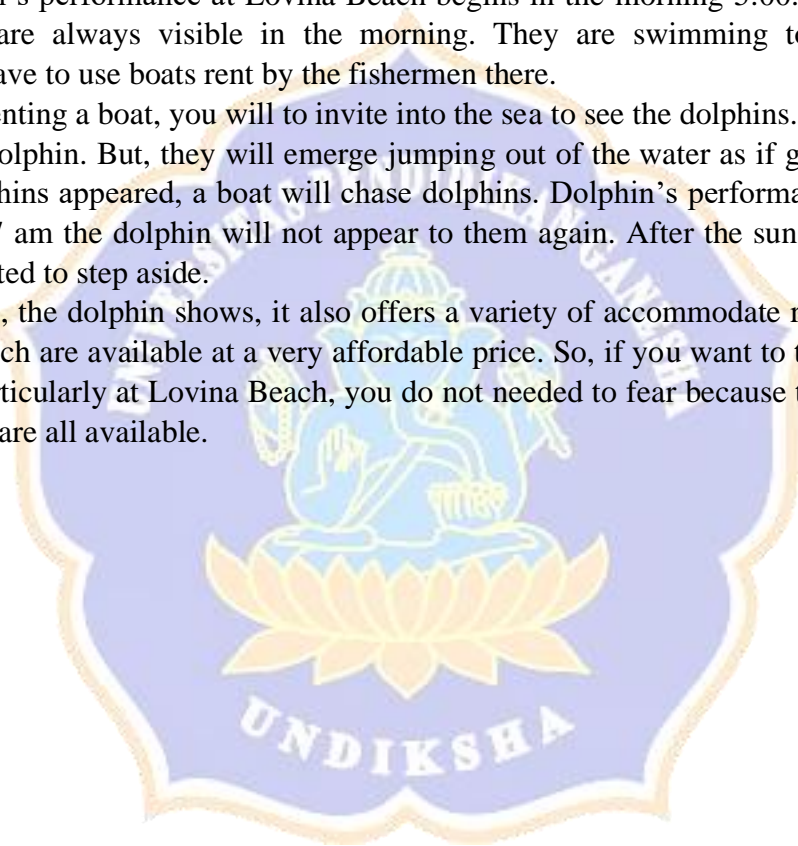 's performance at Lovina Beach begins in the morning
are always visible in the morning. They are swimming
ave to use boats rent by the fishermen there.
enting a boat, you will to invite into the sea to see the dolphins.
olphin. But, they will emerge jumping out of the water as if g
hins appeared, a boat will chase dolphins. Dolphin's performa
am the dolphin will not appear to them again. After the sun
ted to step aside.
, the dolphin shows, it also offers a variety of accommodate
ch are available at a very affordable price. So, if you want to
rticularly at Lovina Beach, you do not needed to fear because
are all available.
UNIVERSITAS PENDIDIKAN GANESHA
UNDIKSHA